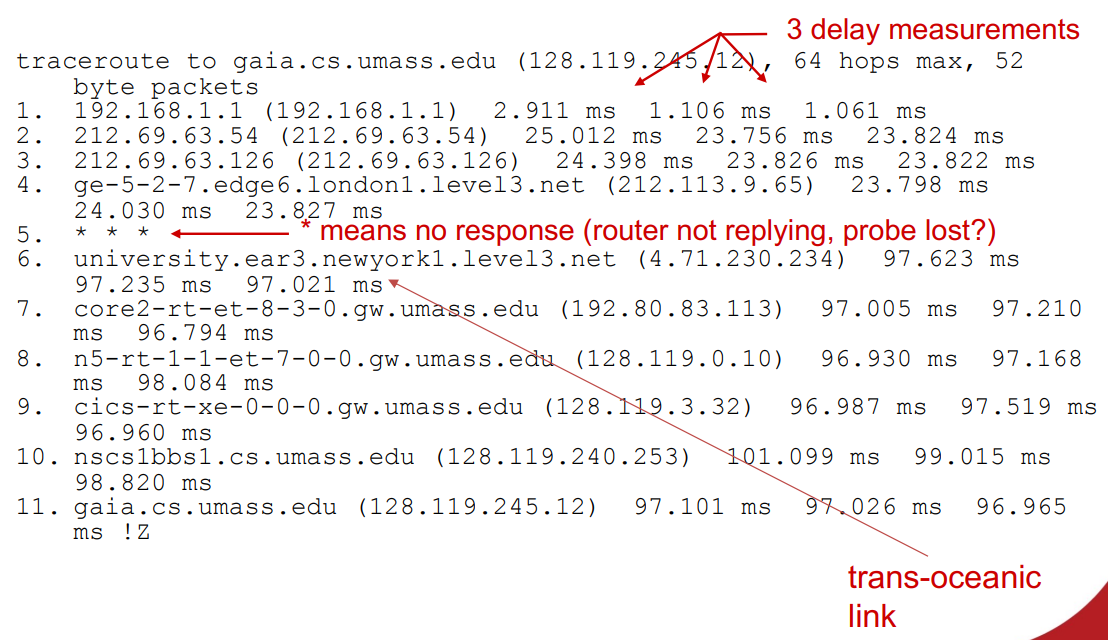 3 delay measurements
traceroute to gaia.cs.umass.edu (128.119.245.12), 64 hops max, 52
byte packets
1. 192.168.1.1 (192.168.1.1) 2.911 ms 1.106 ms 1.061 ms
2. 212.69.63.54 (212.69.63.54) 25.012 ms 23.756 ms 23.824 ms
3. 212.69.63.126 (212.69.63.126) 24.398 ms 23.826 ms 23.822 ms
4. ge-5-2-7.edge6.london1.level3.net (212.113.9.65) 23.798 ms
24.030 ms 23.827 ms
5. * * * * means no response (router not replying, probe lost?)
6. university.ear3.newyork1.level3.net (4.71.230.234) 97.623 ms
97.235 ms 97.021 ms
7. core2-rt-et-8-3-0.gw.umass.edu (192.80.83.113) 97.005 ms 97.210
ms 96.794 ms
8. n5-rt-1-1-et-7-0-0.gw.umass.edu (128.119.0.10) 96.930 ms 97.168
ms 98.084 ms
9. cics-rt-xe-0-0-0.gw.umass.edu (128.119.3.32) 96.987 ms 97.519 ms
96.960 ms
10. nscs1bbs1.cs.umass.edu (128.119.240.253) 101.099 ms 99.015 ms
98.820 ms
11. gaia.cs.umass.edu (128.119.245.12) 97.101 ms 97.026 ms 96.965
ms !Z
trans-oceanic
link